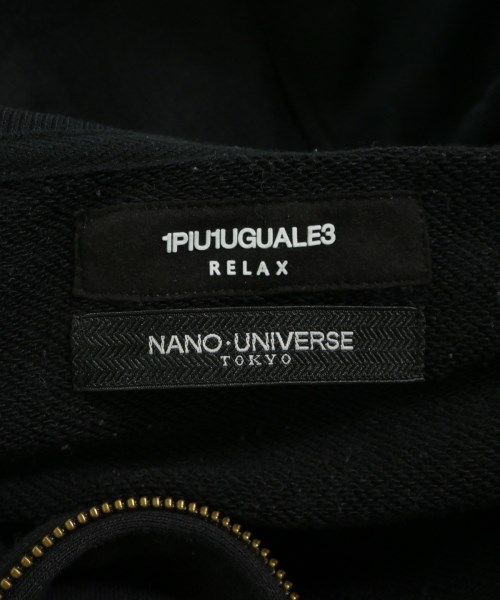 1PIU1UGUALE3
RELAX
NANO·UNIVERSE
TOKYO